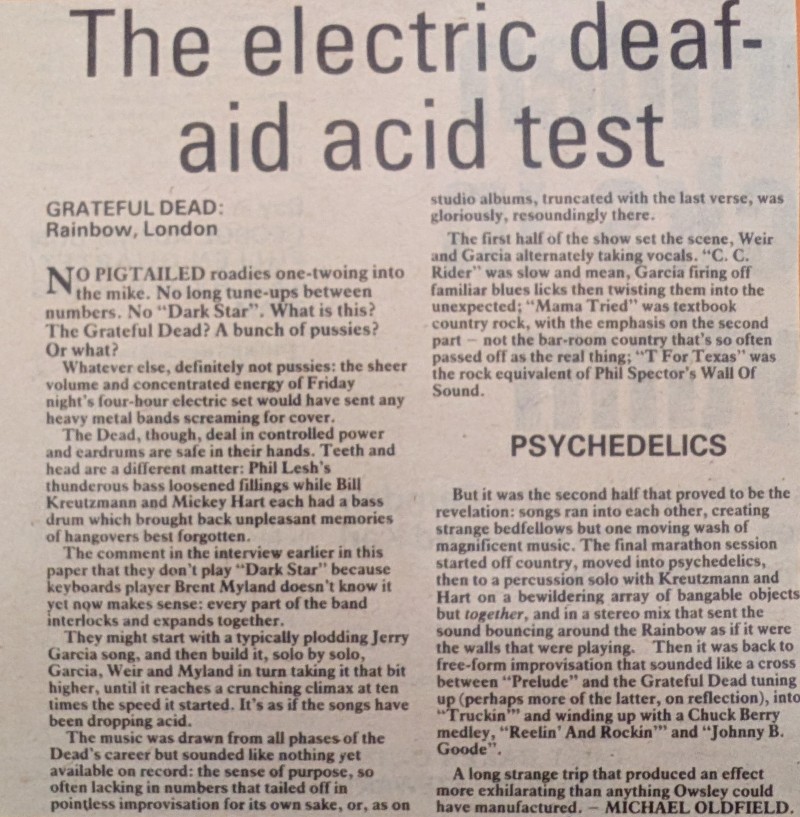 The electric deaf-
aid acid test
GRATEFUL DEAD:
Rainbow, London
NO PIGTAILED roadies one-twoing into
the mike. No long tune-ups between
numbers. No “Dark Star”. What is this?
The Grateful Dead? A bunch of pussies?
Or what?
Whatever else, definitely not pussies: the sheer
volume and concentrated energy of Friday
night's four-hour electric set would have sent any
heavy metal bands screaming for cover.
The Dead, though, deal in controlled power
and eardrums are safe in their hands. Teeth and
head are a different matter: Phil Lesh's
thunderous bass loosened fillings while Bill
Kreutzmann and Mickey Hart each had a bass
drum which brought back unpleasant memories
of hangovers best forgotten.
The comment in the interview earlier in this
paper that they don't play “Dark Star” because
keyboards player Brent Myland doesn't know it
yet now makes sense: every part of the band
interlocks and expands together.
They might start with a typically plodding Jerry
Garcia song, and then build it, solo by solo,
Garcia, Weir and Myland in turn taking it that bit
higher, until it reaches a crunching climax at ten
times the speed it started. It's as if the songs have
been dropping acid.
The music was drawn from all phases of the
Dead's career but sounded like nothing yet
available on record: the sense of purpose, so
often lacking in numbers that tailed off in
pointless improvisation for its own sake, or, as on
studio albums, truncated with the last verse, was
gloriously, resoundingly there.
The first half of the show set the scene, Weir
and Garcia alternately taking vocals. “C. C.
Rider” was slow and mean, Garcia firing off
familiar blues licks then twisting them into the
unexpected; “Mama Tried” was textbook
country rock, with the emphasis on the second
part — not the bar-room country that's so often
passed off as the real thing; “T For Texas” was
the rock equivalent of Phil Spector's Wall Of
Sound.
PSYCHEDELICS
But it was the second half that proved to be the
revelation: songs ran into each other, creating
strange bedfellows but one moving wash of
magnificent music. The final marathon session
started off country, moved into psychedelics,
then to a percussion solo with Kreutzmann and
Hart on a bewildering array of bangable objects
but together, and in a stereo mix that sent the
sound bouncing around the Rainbow as if it were
the walls that were playing. Then it was back to
free-form improvisation that sounded like a cross
between “Prelude” and the Grateful Dead tuning
up (perhaps more of the latter, on reflection), into
“Truckin'” and winding up with a Chuck Berry
medley, “Reelin' And Rockin'” and “Johnny B.
Goode”.
A long strange trip that produced an effect
more exhilarating than anything Owsley could
have manufactured. — MICHAEL OLDFIELD.